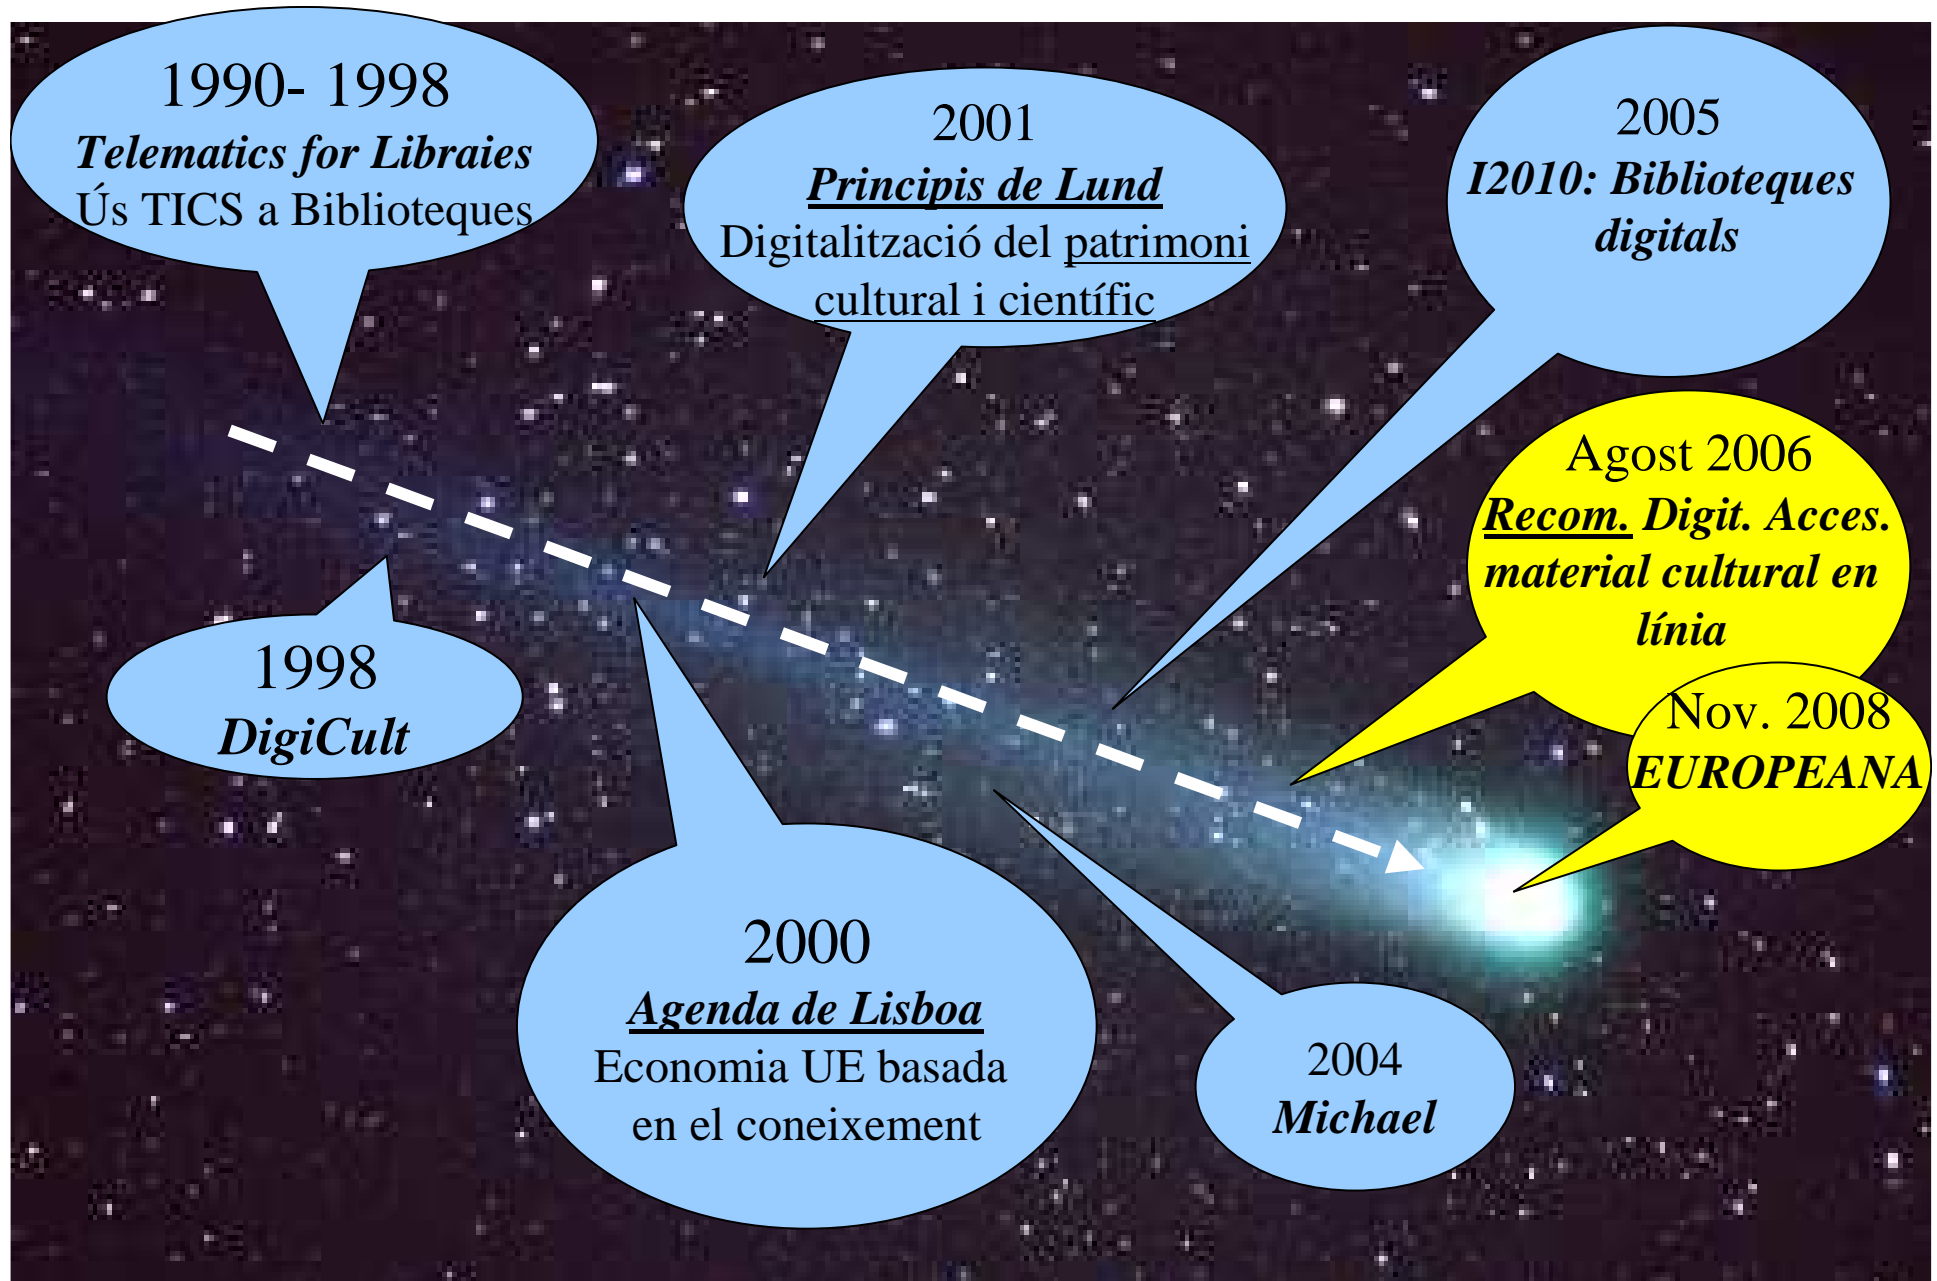 1990- 1998
Telematics for Libraies
Ús TICS a Biblioteques
2001
Principis de Lund
Digitalització del patrimoni
cultural i científic
2005
I2010: Biblioteques
digitals
Agost 2006
Recom. Digit. Acces.
material cultural en
línia
Nov. 2008
EUROPEANA
1998
DigiCult
2000
Agenda de Lisboa
Economia UE basada
en el coneixement
2004
Michael